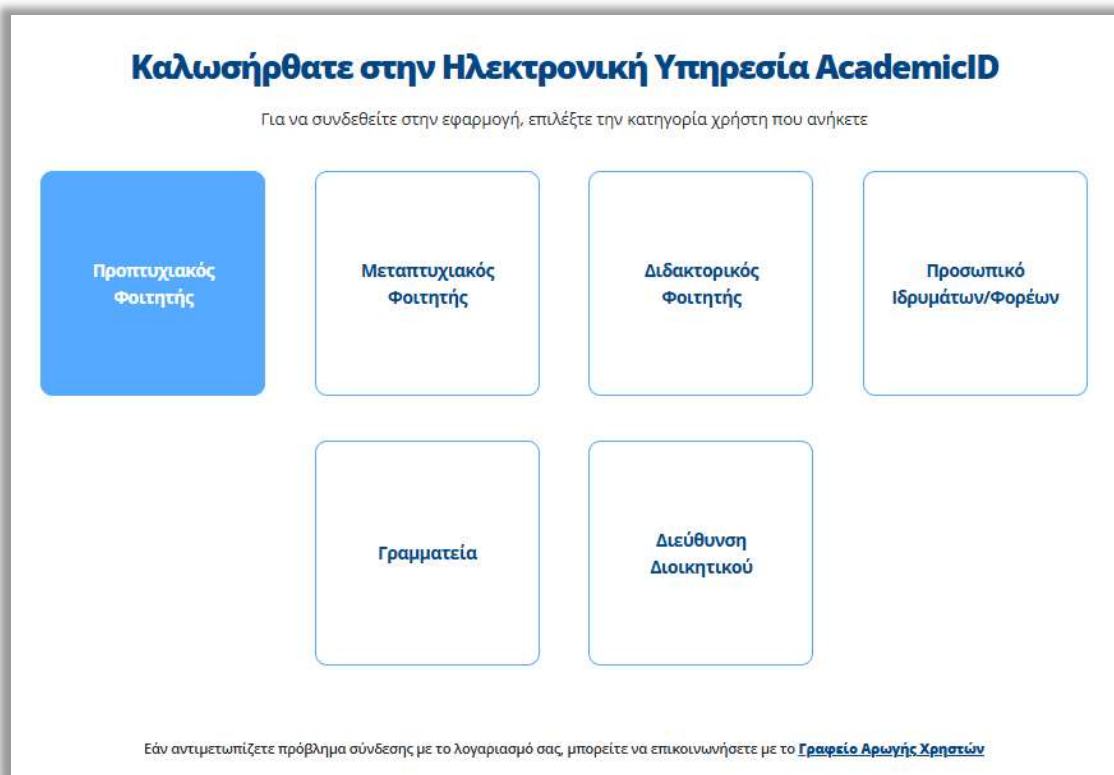 Καλωσήρθατε στην Ηλεκτρονική Υπηρεσία AcademicID
Για να συνδεθείτε στην εφαρμογή, επιλέξτε την κατηγορία χρήστη που ανήκετε
Προπτυχιακός
Φοιτητής
Μεταπτυχιακός
Φοιτητής
Διδακτορικός
Φοιτητής
Προσωπικό
Ιδρυμάτων/Φορέων
Γραμματεία
Διεύθυνση
Διοικητικού
Εάν αντιμετωπίζετε πρόβλημα σύνδεσης με το λογαριασμό σας, μπορείτε να επικοινωνήσετε με το Γραφείο Αρωγής Χρηστών